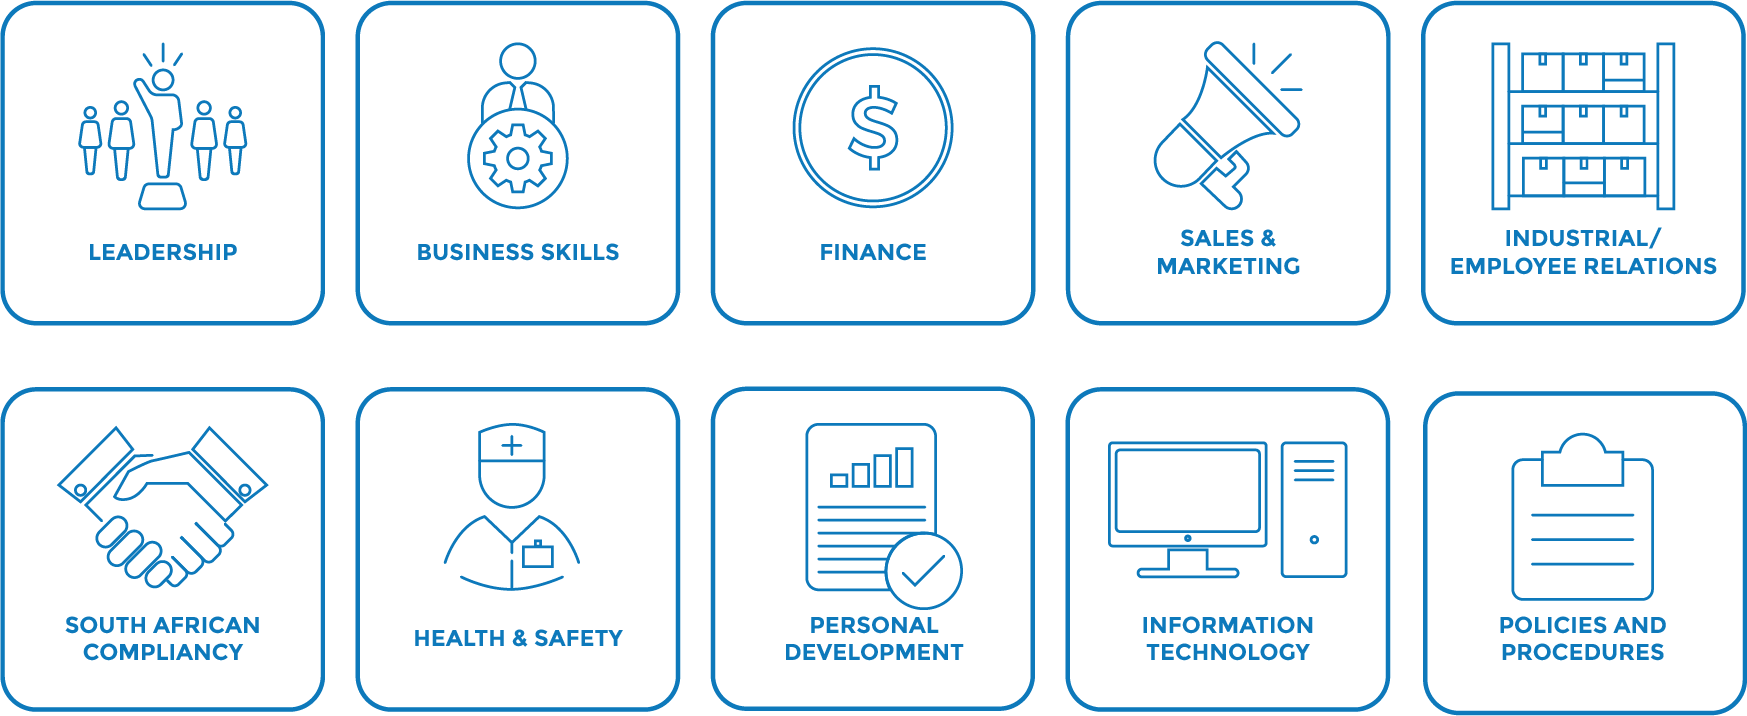 LEADERSHIP
BUSINESS SKILLS
$
FINANCE
SALES &
MARKETING
INDUSTRIAL/
EMPLOYEE RELATIONS
SOUTH AFRICAN
COMPLIANCY
HEALTH & SAFETY
PERSONAL
DEVELOPMENT
INFORMATION
TECHNOLOGY
POLICIES AND
PROCEDURES